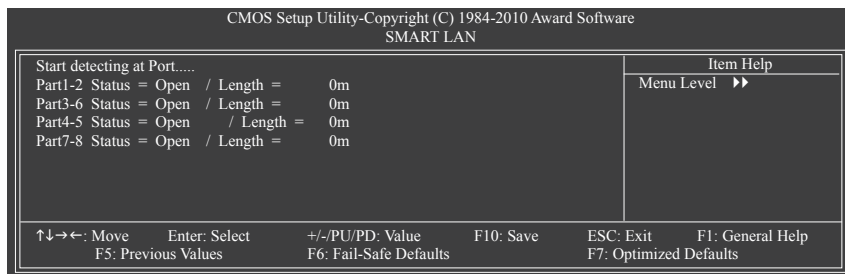 CMOS Setup Utility-Copyright (C) 1984-2010 Award Software
SMART LAN
Start detecting at Port.....
Part1-2 Status = Open / Length = 0m
Part3-6 Status = Open / Length = 0m
Part4-5 Status = Open / Length = 0m
Part7-8 Status = Open / Length = 0m
Item Help
Menu Level ▶▶
↑↓→←: Move Enter: Select +/-/PU/PD: Value F10: Save ESC: Exit F1: General Help
F5: Previous Values F6: Fail-Safe Defaults F7: Optimized Defaults